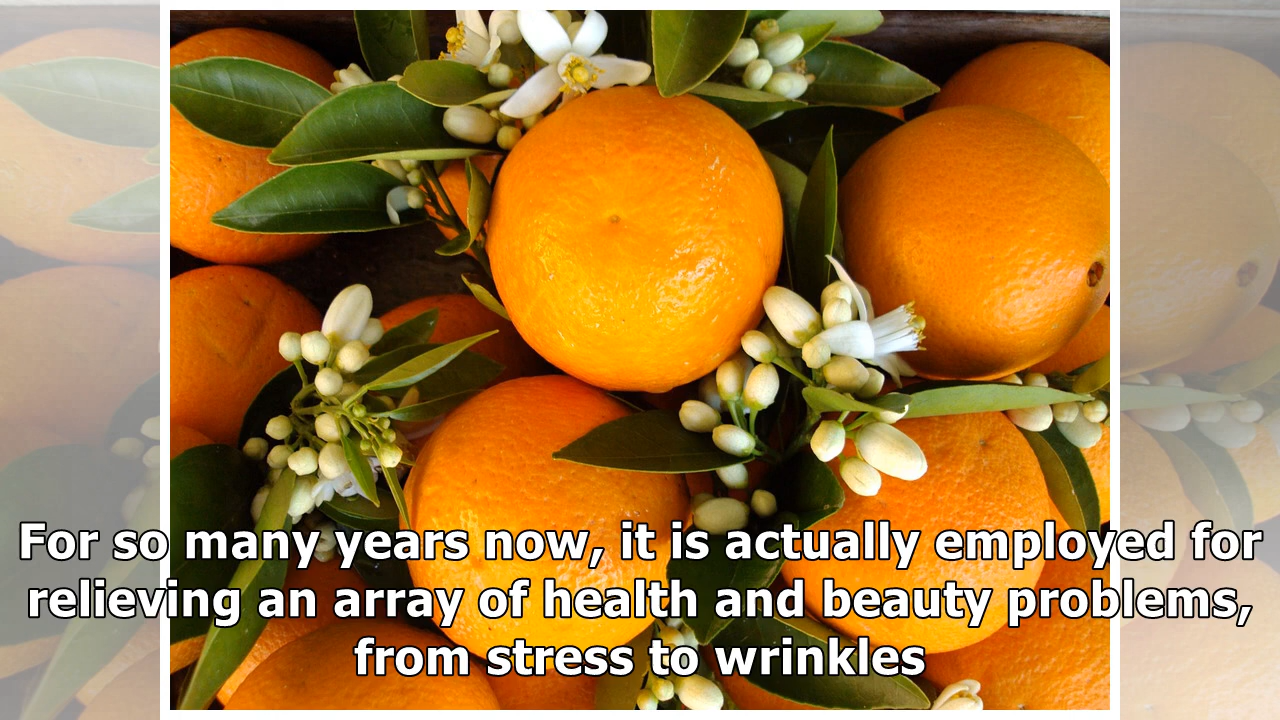 For so many years now, it is actually employed for
relieving an array of health and beauty problems,
from stress to wrinkles